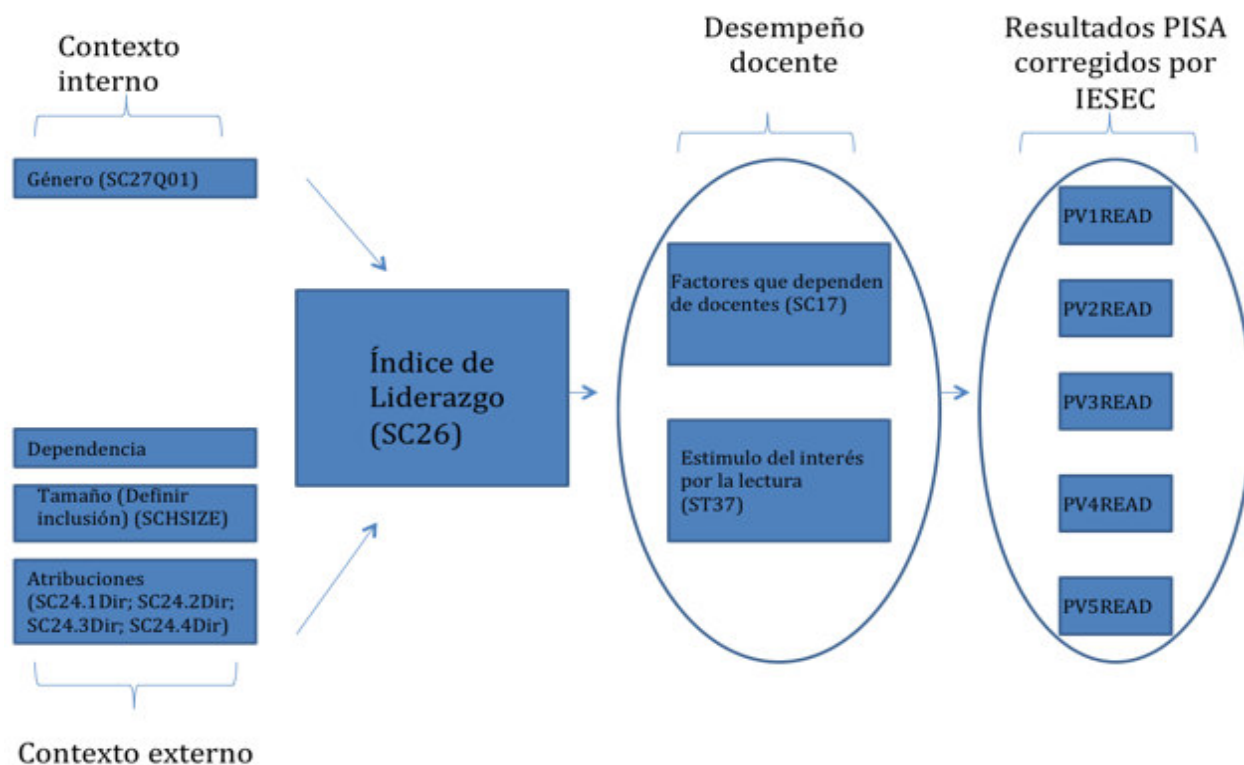 Contexto
interno
Género (SC27Q01)
Dependencia
Tamaño (Definir
inclusión) (SCHSIZE)
Atribuciones
(SC24.1Dir; SC24.2Dir;
SC24.3Dir; SC24.4Dir)
Contexto externo
Índice de
Liderazgo
(SC26)
Desempeño
docente
Factores que dependen
de docentes (SC17)
Estimulo del interés
por la lectura
(ST37)
Resultados PISA
corregidos por
IESEC
PV1READ
PV2READ
PV3READ
PV4READ
PV5READ